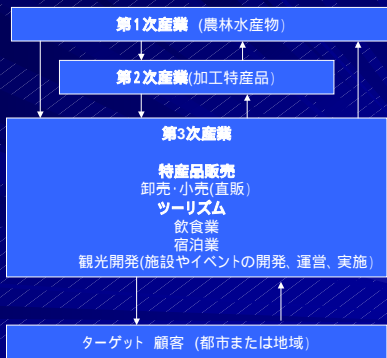 第1次産業 (農林水産物)
第2次産業(加工特産品)
第3次産業
特産品販売
卸売･小売(直販)
ツーリズム
飲食業
宿泊業
観光開発(施設やイベントの開発、運営、実施)
ターゲット 顧客 (都市または地域)